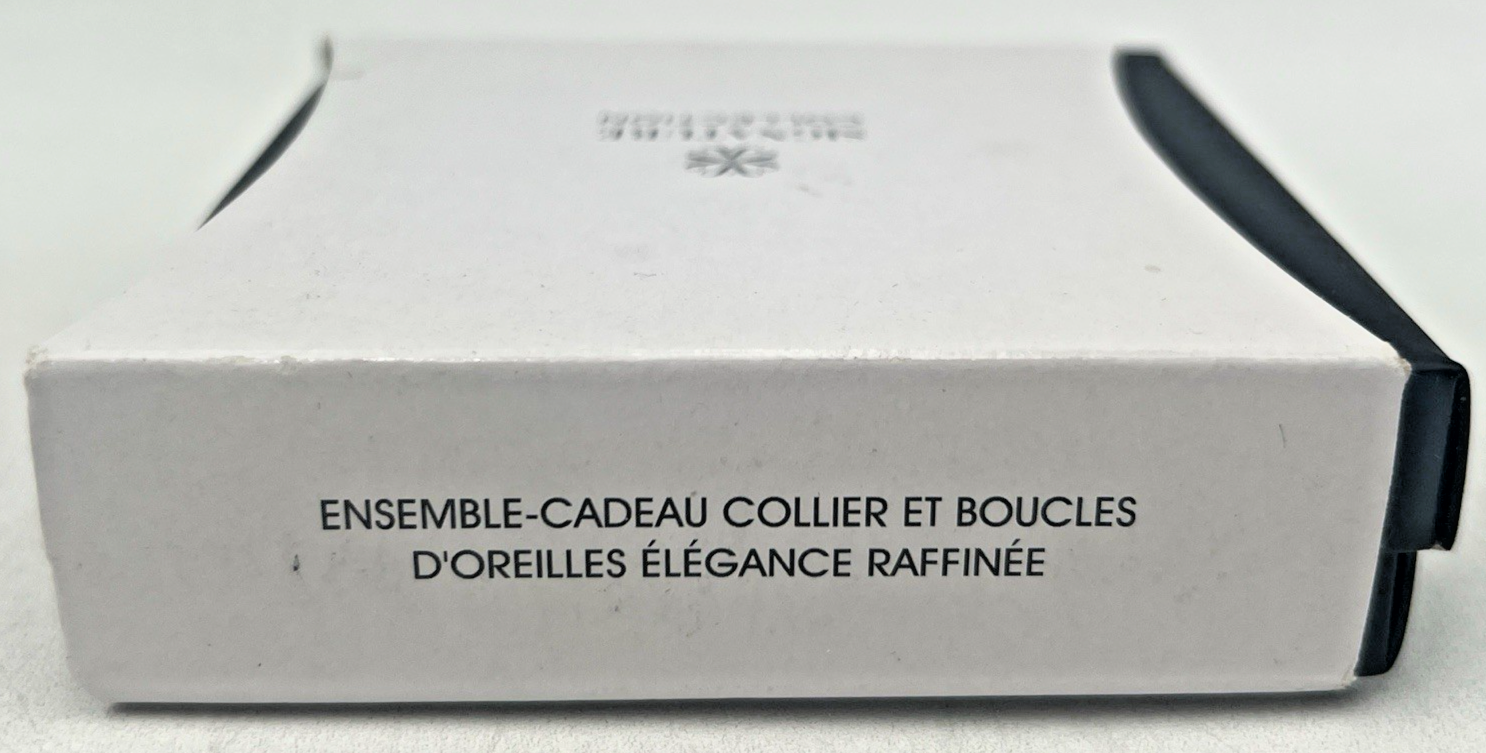 ENSEMBLE-CADEAU COLLIER ET BOUCLES
D'OREILLES ÉLÉGANCE RAFFINÉE